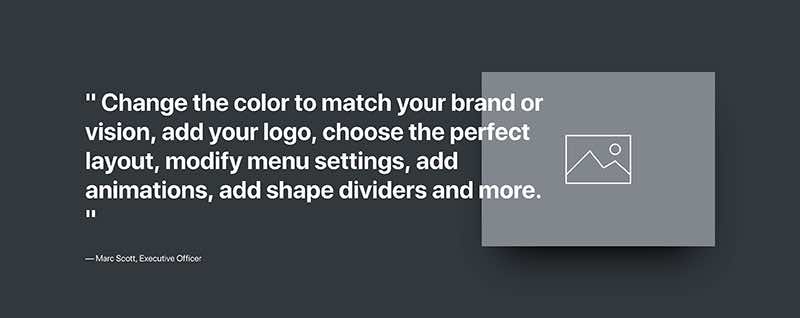 " Change the color to match your brand or
vision, add your logo, choose the perfect
layout, modify menu settings, add
animations, add shape dividers and more.
"
— Marc Scott, Executive Officer